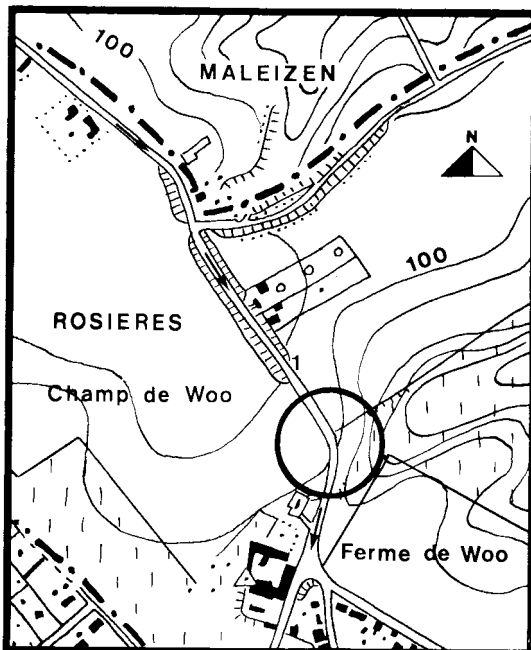 100
MALEIZEN
N
100
ROSIERES
1
Champ de Woo
Ferme de Woo